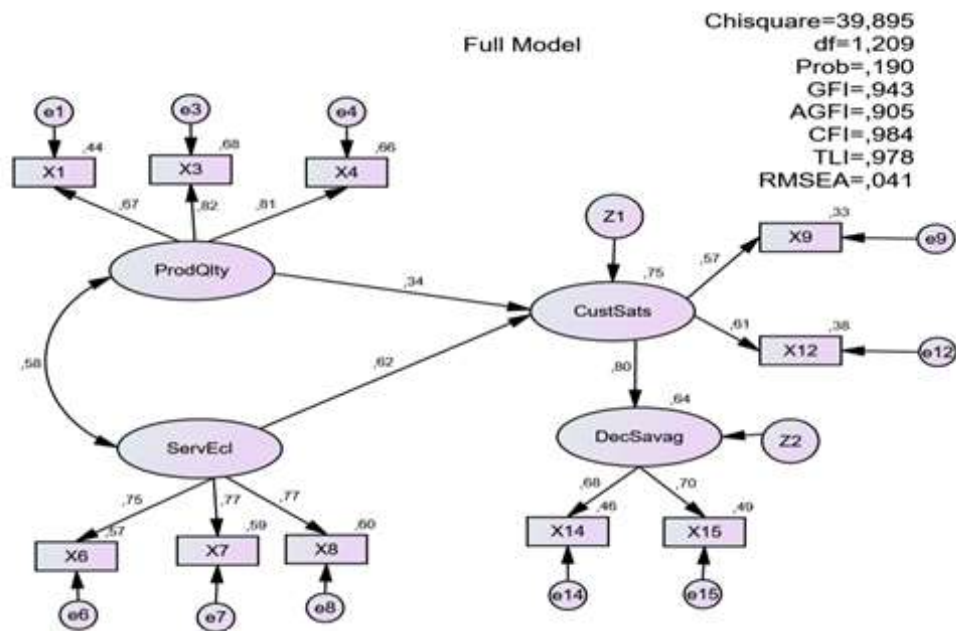 Full Model
Chisquare=39,895
df=1,209
Prob=,190
GFI=,943
AGFI=,905
CFI=,984
TLI=,978
RMSEA=,041
e1
e3
e4
,44
,68
,66
X1
X3
X4
,67
,82
,81
ProdQlty
Z1
,33
X9
e9
,57
,34
,75
CustSats
,61
,38
X12
e12
,58
,62
,80
,64
DecSavag
Z2
ServEcl
,75
,77
,77
,68
,70
,57
,59
,60
,46
,49
X6
X7
X8
X14
X15
e6
e7
e8
e14
e15